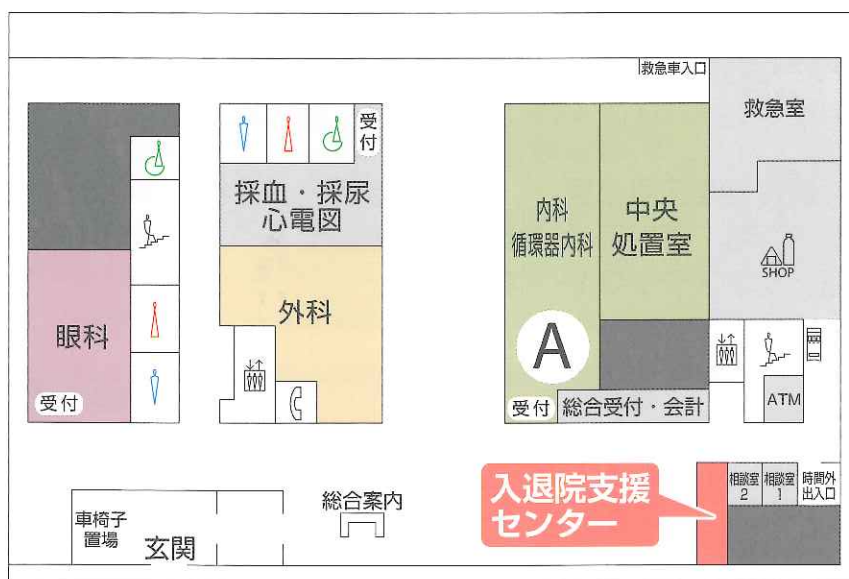 救急車入口
救急室
受付
採血・採尿
心電図
内科
循環器内科
中央
処置室
SHOP
眼科
外科
A
受付
受付
総合受付・会計
ATM
入退院支援
センター
相談室
2
相談室
1
時間外
出入口
総合案内
車椅子
置場
玄関